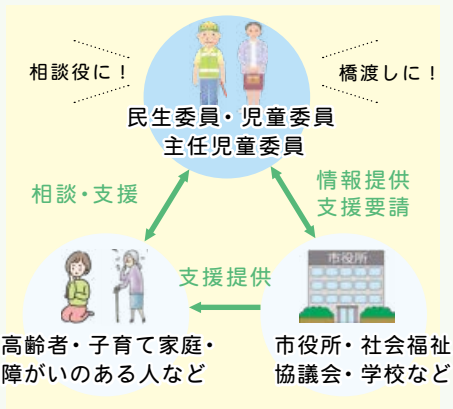 相談役に！
橋渡しに！
民生委員・児童委員
主任児童委員
相談・支援
情報提供
支援要請
支援提供
市役所
高齢者・子育て家庭・
障がいのある人など
市役所・社会福祉
協議会・学校など